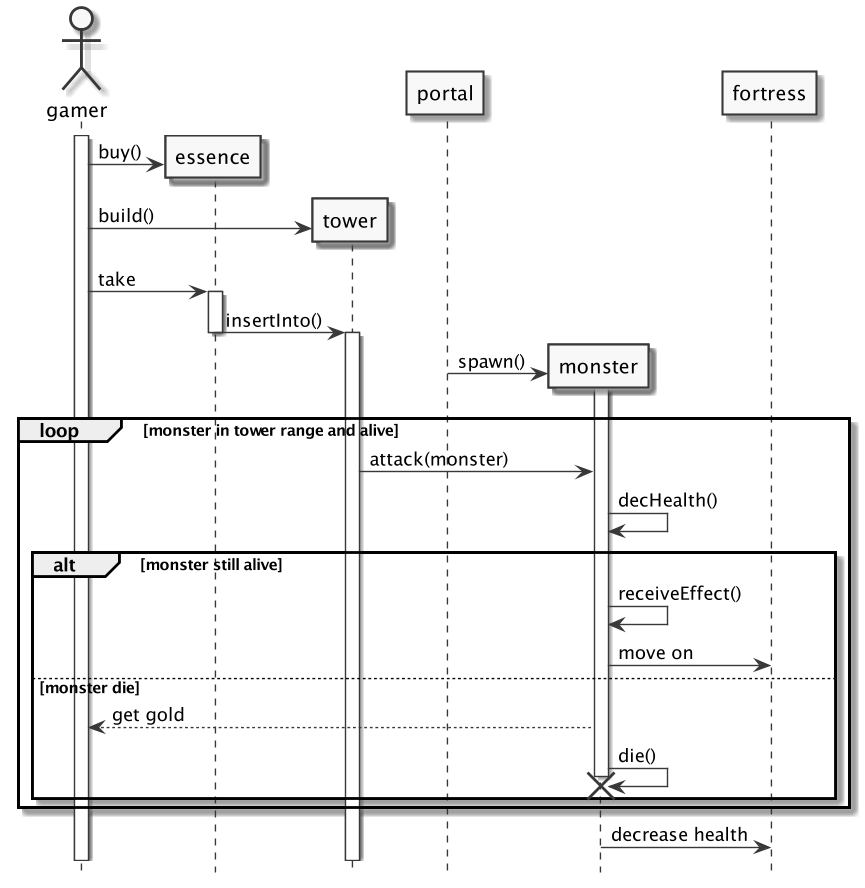 gamer
portal
fortress
buy()
essence
build()
tower
take
insertInto()
spawn()
monster
loop
[monster in tower range and alive]
attack(monster)
decHealth()
alt
[monster still alive]
receiveEffect()
move on
[monster die]
get gold
die()
decrease health